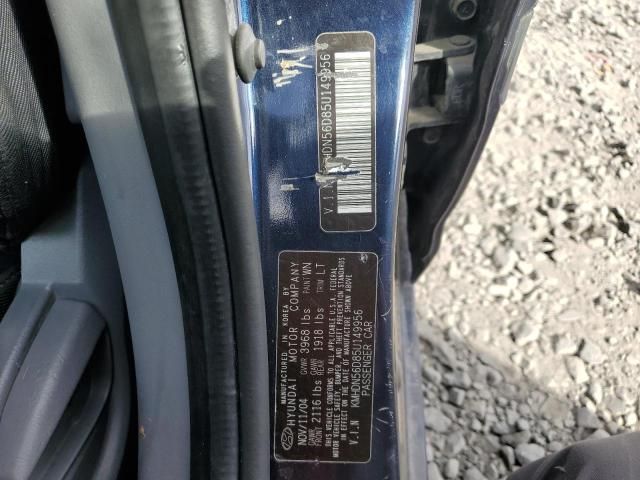 V.I.N HDN56D85U149956
MANUFACTURED IN KOREA BY
HYUNDAI MOTOR COMPANY
NOV/11/04 GVWR 3968 lbs PAINT WN
GAWR FRONT 2116 lbs GAWR REAR 1918 lbs TRIM LT
THIS VEHICLE CONFORMS TO ALL APPLICABLE U.S.A. FEDERAL
MOTOR VEHICLE SAFETY, BUMPER, AND THEFT PREVENTION STANDARDS
IN EFFECT ON THE DATE OF MANUFACTURE SHOWN ABOVE
V.I.N KMHDN56D85U149956
PASSENGER CAR